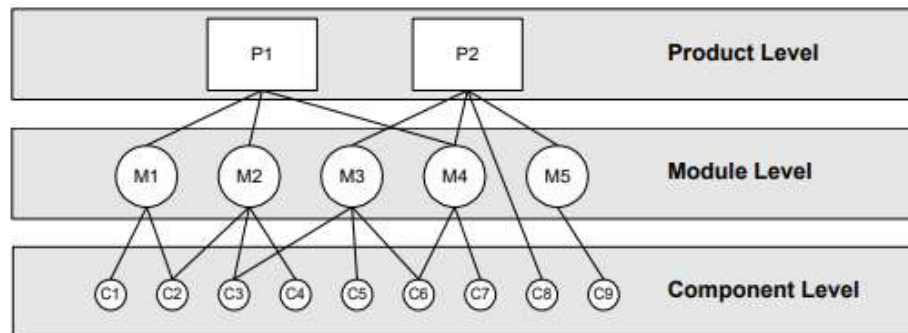 P1 P2 Product Level
M1 M2 M3 M4 M5 Module Level
C1 C2 C3 C4 C5 C6 C7 C8 C9 Component Level